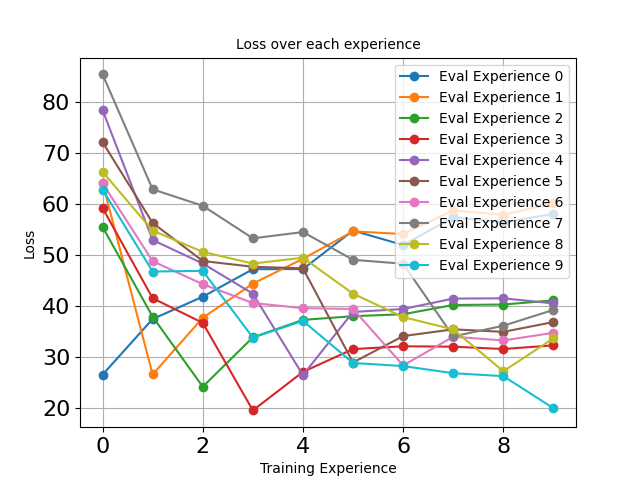 Loss over each experience
Eval Experience 0
Eval Experience 1
Eval Experience 2
Eval Experience 3
Eval Experience 4
Eval Experience 5
Eval Experience 6
Eval Experience 7
Eval Experience 8
Eval Experience 9
80
70
60
50
40
30
20
Loss
0 2 4 6 8
Training Experience